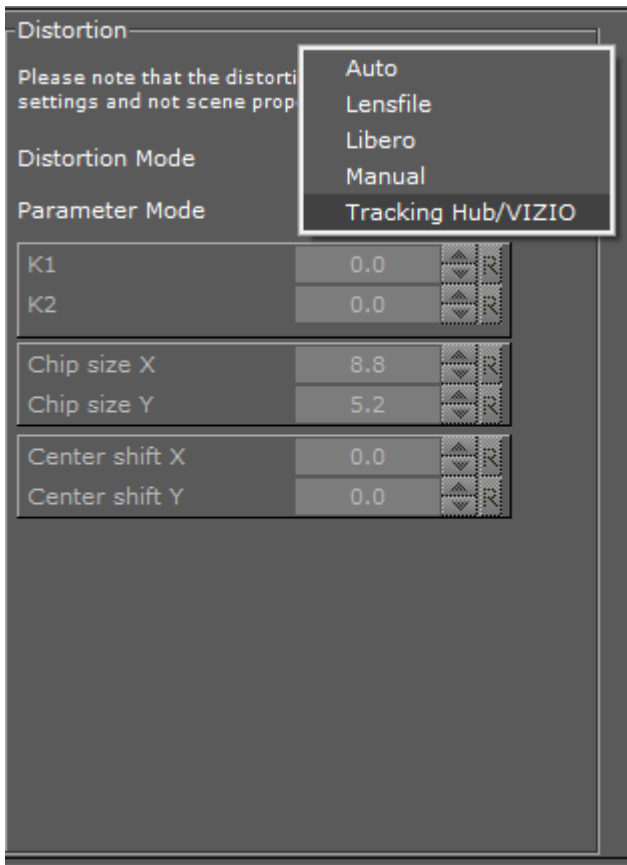 Distortion
Please note that the distorti
settings and not scene prop
Distortion Mode
Parameter Mode
Auto
Lensfile
Libero
Manual
Tracking Hub/VIZIO
K1 0.0 R
K2 0.0 R
Chip size X 8.8 R
Chip size Y 5.2 R
Center shift X 0.0 R
Center shift Y 0.0 R